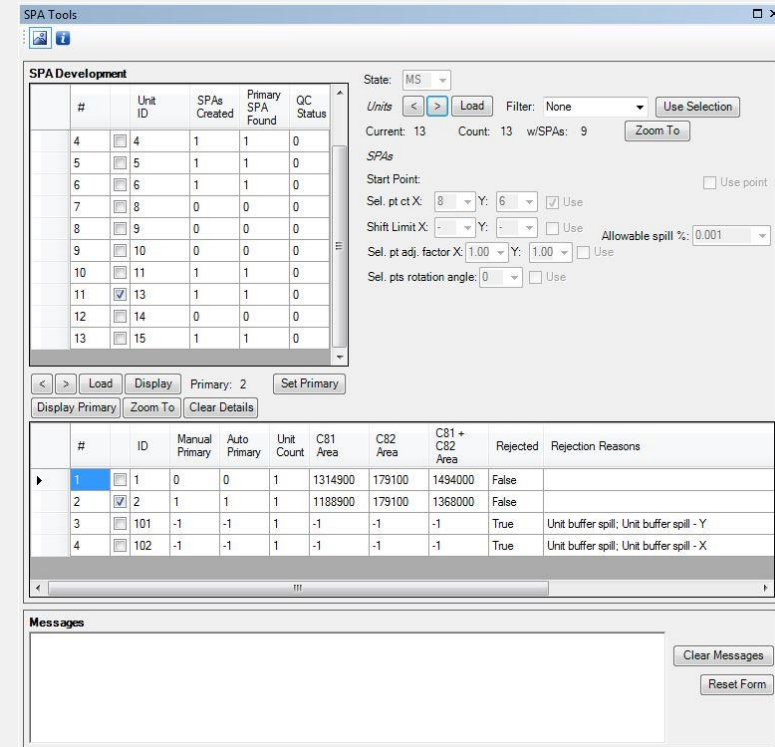 SPA Tools
SPA Development
# Unit ID SPAs Created Primary SPA Found QC Status
4 4 1 1 0
5 5 1 1 0
6 6 1 1 0
7 8 0 0 0
8 9 0 0 0
9 10 0 0 0
10 11 1 1 0
11 13 1 1 0
12 14 0 0 0
13 15 1 1 0
State: MS
Units < > Load Filter: None Use Selection
Current: 13 Count: 13 w/SPAs: 9 Zoom To
SPAs
Start Point: Use point
Sel. pt ct X: 8 Y: 6 Use
Shift Limit X: - Y: - Use Allowable spill %: 0.001
Sel. pt adj. factor X: 1.00 Y: 1.00 Use
Sel. pts rotation angle: 0 Use
< > Load Display Primary: 2 Set Primary
Display Primary Zoom To Clear Details
# ID Manual Primary Auto Primary Unit Count C81 Area C82 Area C81 + C82 Area Rejected Rejection Reasons
1 1 0 0 1 1314900 179100 1494000 False
2 2 1 1 1 1188900 179100 1368000 False
3 101 -1 -1 1 -1 -1 -1 True Unit buffer spill; Unit buffer spill - Y
4 102 -1 -1 1 -1 -1 -1 True Unit buffer spill; Unit buffer spill - X
Messages
Clear Messages
Reset Form